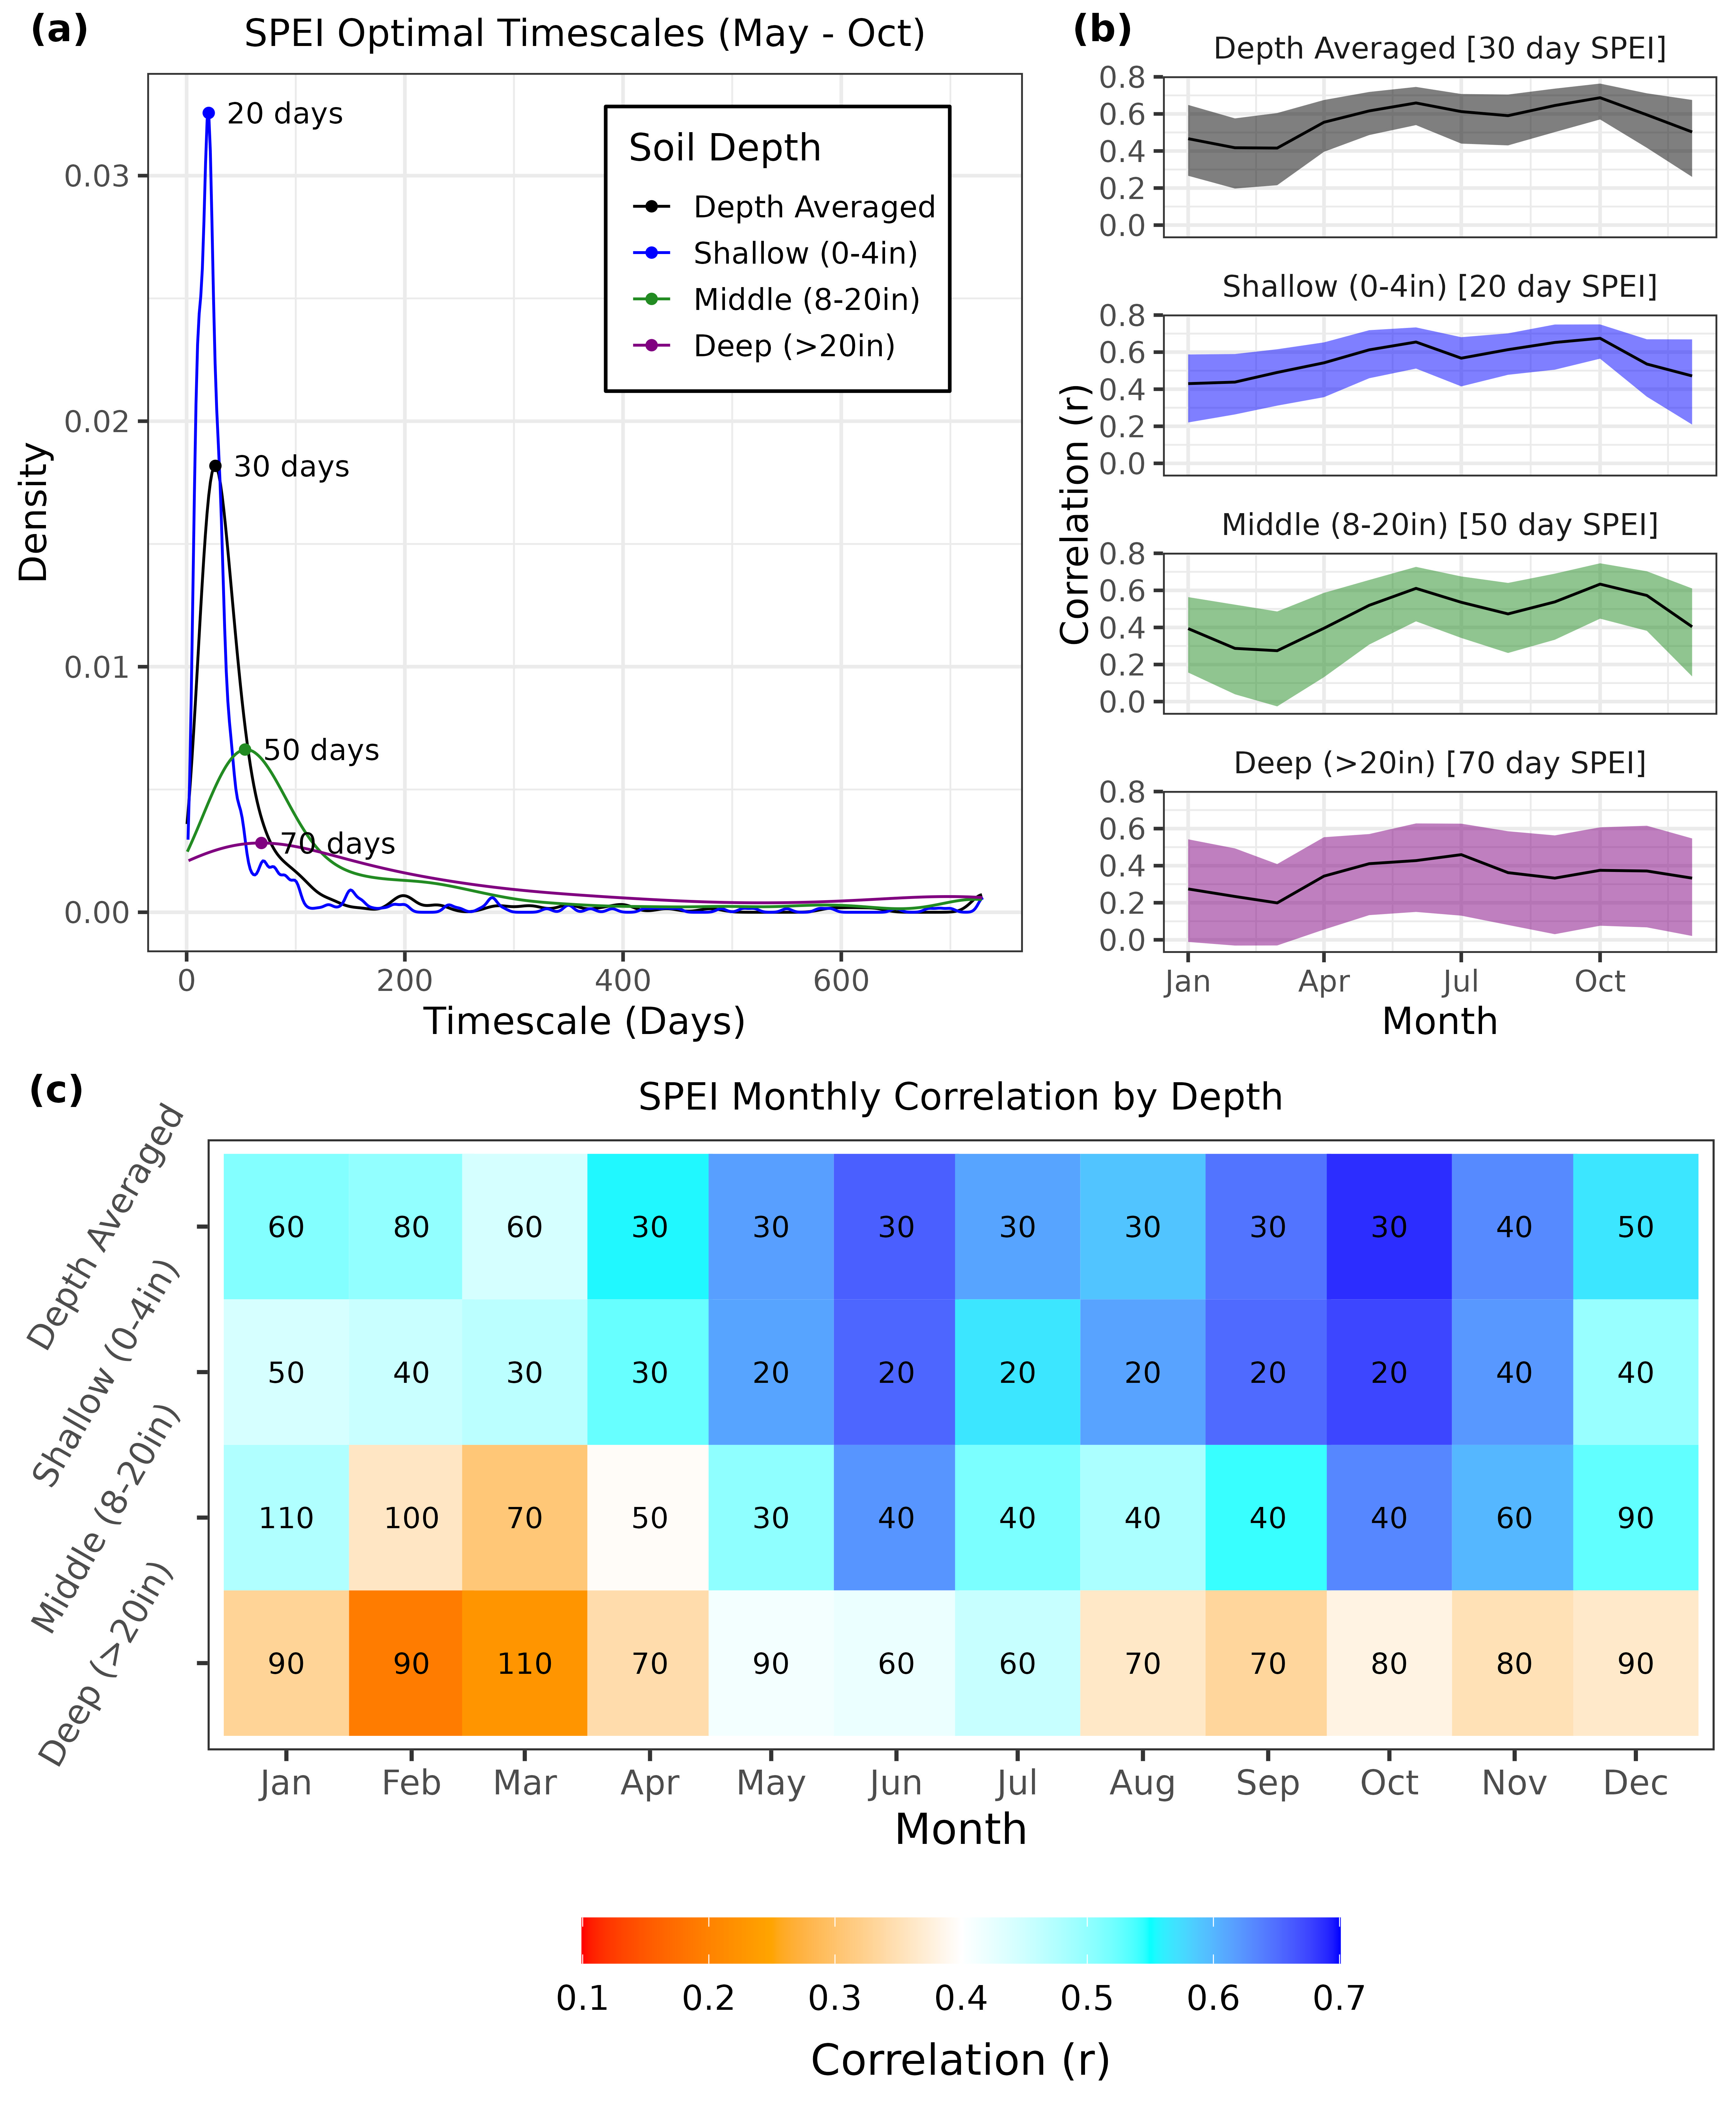 (a)
SPEI Optimal Timescales (May - Oct)
20 days
30 days
50 days
70 days
Soil Depth
Depth Averaged
Shallow (0-4in)
Middle (8-20in)
Deep (>20in)
Density
0.03
0.02
0.01
0.00
0 200 400 600
Timescale (Days)
(b)
Correlation (r)
Depth Averaged [30 day SPEI]
0.8
0.6
0.4
0.2
0.0
Shallow (0-4in) [20 day SPEI]
0.8
0.6
0.4
0.2
0.0
Middle (8-20in) [50 day SPEI]
0.8
0.6
0.4
0.2
0.0
Deep (>20in) [70 day SPEI]
0.8
0.6
0.4
0.2
0.0
Jan Apr Jul Oct
Month
(c)
SPEI Monthly Correlation by Depth
Depth Averaged
60 80 60 30 30 30 30 30 30 30 40 50
Shallow (0-4in)
50 40 30 30 20 20 20 20 20 20 40 40
Middle (8-20in)
110 100 70 50 30 40 40 40 40 40 60 90
Deep (>20in)
90 90 110 70 90 60 60 70 70 80 80 90
Jan Feb Mar Apr May Jun Jul Aug Sep Oct Nov Dec
Month
0.1 0.2 0.3 0.4 0.5 0.6 0.7
Correlation (r)